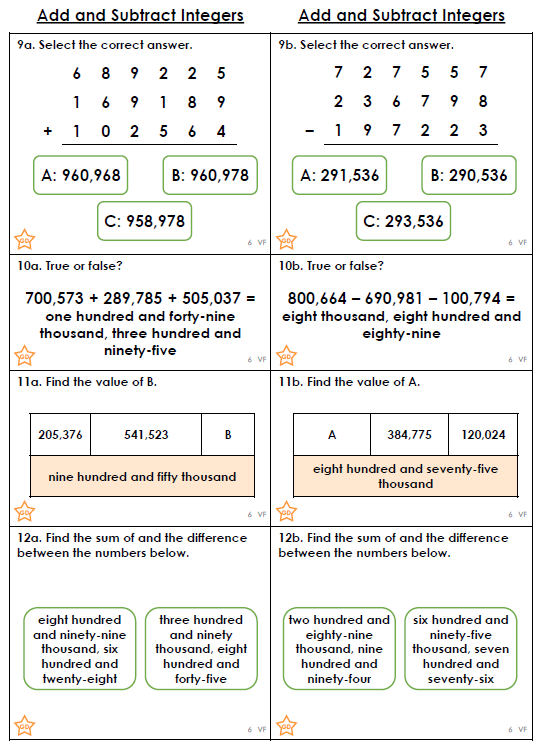 Add and Subtract Integers
Add and Subtract Integers
9a. Select the correct answer.
6 8 9 2 2 5
1 6 9 1 8 9
+ 1 0 2 5 6 4
A: 960,968
B: 960,978
C: 958,978
GD
6 VF
9b. Select the correct answer.
7 2 7 5 5 7
2 3 6 7 9 8
– 1 9 7 2 2 3
A: 291,536
B: 290,536
C: 293,536
GD
6 VF
10a. True or false?
700,573 + 289,785 + 505,037 =
one hundred and forty-nine
thousand, three hundred and
ninety-five
GD
6 VF
10b. True or false?
800,664 – 690,981 – 100,794 =
eight thousand, eight hundred and
eighty-nine
GD
6 VF
11a. Find the value of B.
205,376 541,523 B
nine hundred and fifty thousand
GD
6 VF
11b. Find the value of A.
A 384,775 120,024
eight hundred and seventy-five
thousand
GD
6 VF
12a. Find the sum of and the difference
between the numbers below.
eight hundred
and ninety-nine
thousand, six
hundred and
twenty-eight
three hundred
and ninety
thousand, eight
hundred and
forty-five
GD
6 VF
12b. Find the sum of and the difference
between the numbers below.
two hundred and
eighty-nine
thousand, nine
hundred and
ninety-four
six hundred and
ninety-five
thousand, seven
hundred and
seventy-six
GD
6 VF